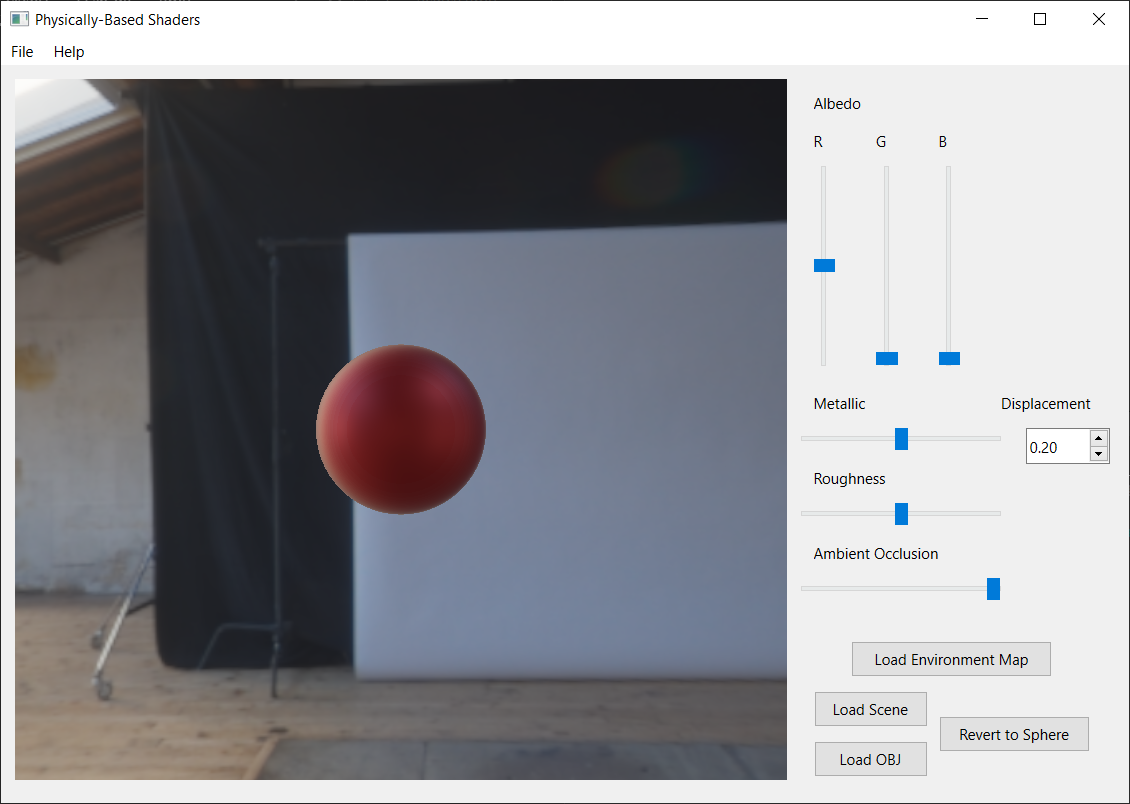 Physically-Based Shaders
File Help
Albedo
R G B
Metallic Displacement
0.20
Roughness
Ambient Occlusion
Load Environment Map
Load Scene
Revert to Sphere
Load OBJ